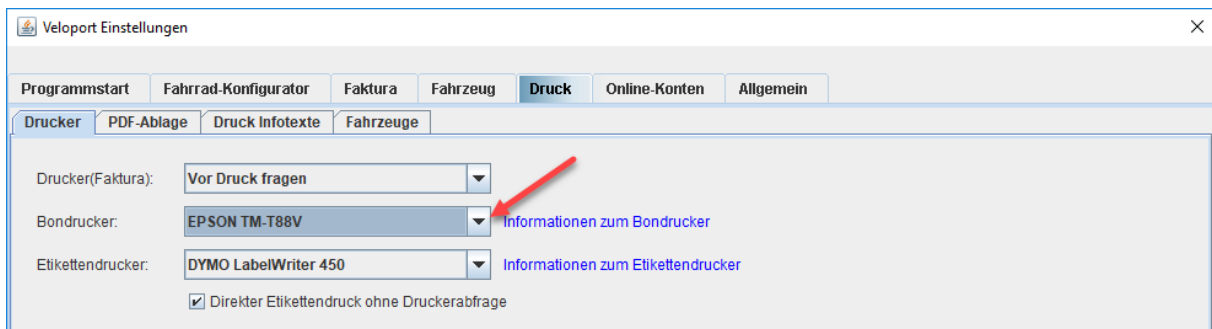 Veloport Einstellungen
Programmstart Fahrrad-Konfigurator Faktura Fahrzeug Druck Online-Konten Allgemein
Drucker PDF-Ablage Druck Infotexte Fahrzeuge
Drucker(Faktura): Vor Druck fragen
Bondrucker: EPSON TM-T88V Informationen zum Bondrucker
Etikettendrucker: DYMO LabelWriter 450 Informationen zum Etikettendrucker
Direkter Etikettendruck ohne Druckerabfrage